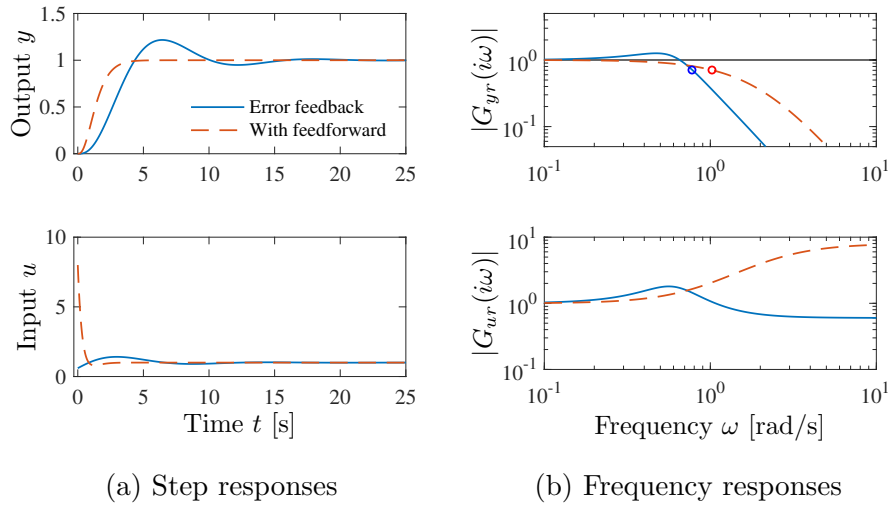 Output y
1.5
1
0.5
0
0 5 10 15 20 25
Error feedback
With feedforward
Input u
10
5
0
0 5 10 15 20 25
Time t [s]
(a) Step responses
|G_yr(iω)|
10^0
10^-1
10^-1 10^0 10^1
|G_ur(iω)|
10^1
10^0
10^-1
10^-1 10^0 10^1
Frequency ω [rad/s]
(b) Frequency responses